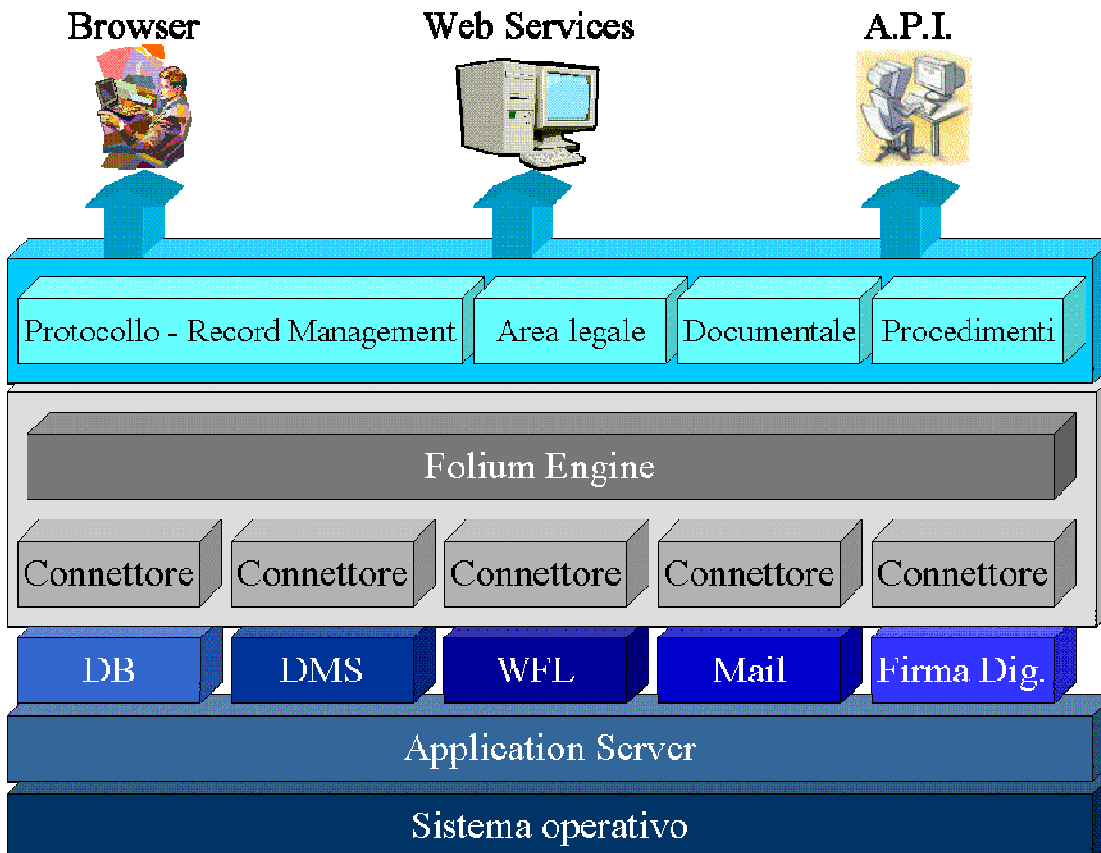 Browser
Web Services
A.P.I.
Protocollo - Record Management
Area legale
Documentale
Procedimenti
Folium Engine
Connettore
Connettore
Connettore
Connettore
Connettore
DB
DMS
WFL
Mail
Firma Dig.
Application Server
Sistema operativo